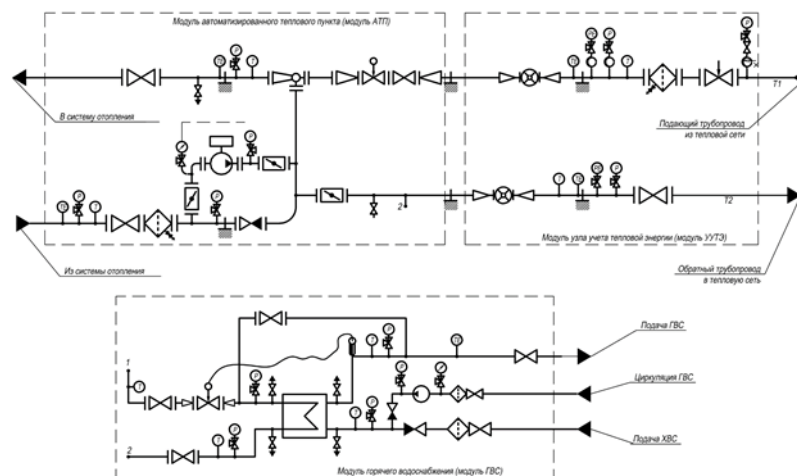 Модуль автоматизированного теплового пункта (модуль АТП)
В систему отопления
Т1
Подающий трубопровод
из тепловой сети
2
Т2
Из системы отопления
Модуль узла учета тепловой энергии (модуль УУТЭ)
Обратный трубопровод
в тепловую сеть
Подача ГВС
1
Циркуляция ГВС
2
Подача ХВС
Модуль горячего водоснабжения (модуль ГВС)